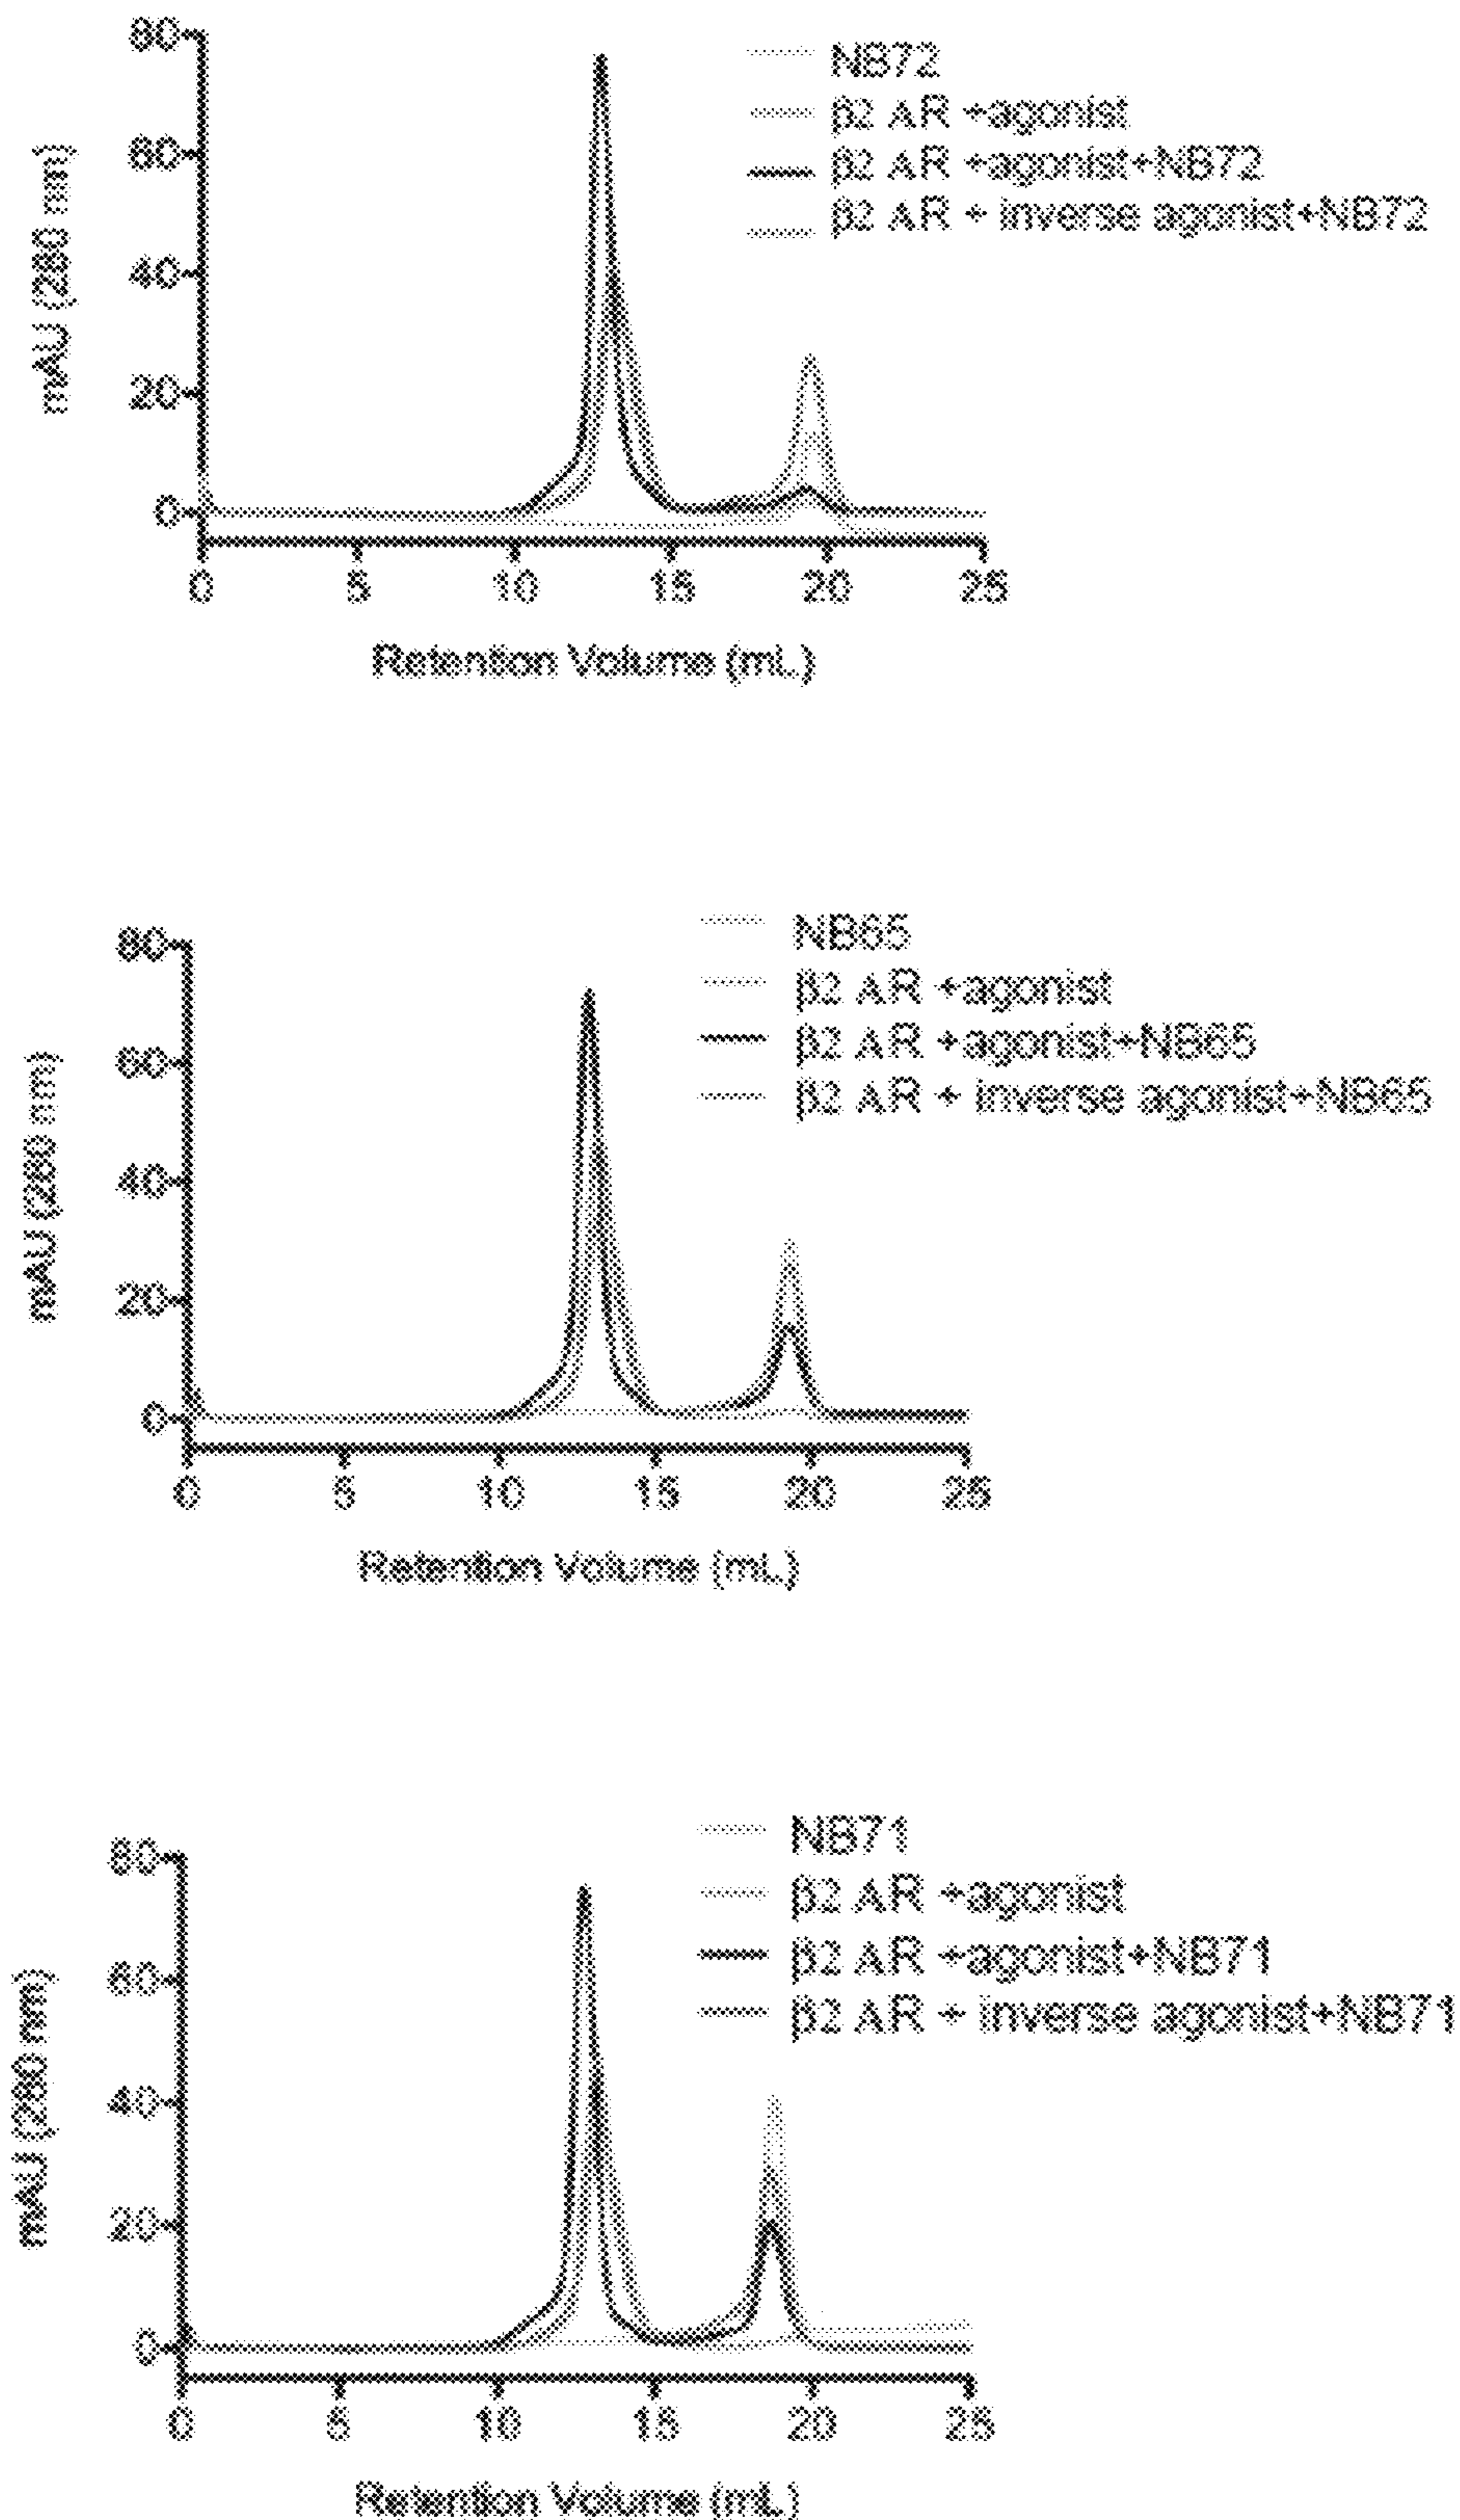 80
60
40
20
0
mAU (280 nm)
NB72
β2 AR +agonist
β2 AR +agonist+NB72
β2 AR + inverse agonist+NB72
0 5 10 15 20 25
Retention Volume (mL)
80
60
40
20
0
mAU (280 nm)
NB65
β2 AR +agonist
β2 AR +agonist+NB65
β2 AR + inverse agonist+NB65
0 5 10 15 20 25
Retention Volume (mL)
80
60
40
20
0
mAU (280 nm)
NB71
β2 AR +agonist
β2 AR +agonist+NB71
β2 AR + inverse agonist+NB71
0 5 10 15 20 25
Retention Volume (mL)